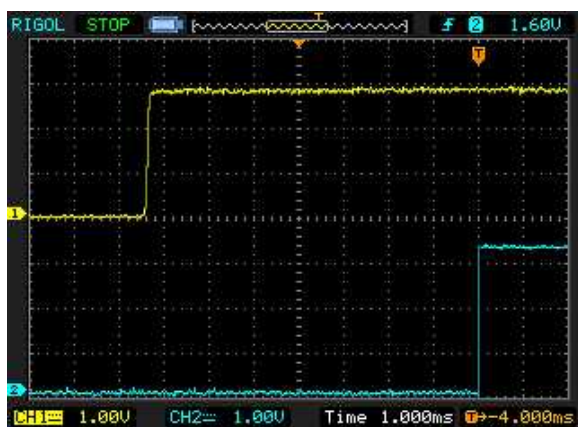 RIGOL STOP T 2 1.60V
T
1
2
CH1 1.00V CH2 1.00V Time 1.000ms T→-4.000ms